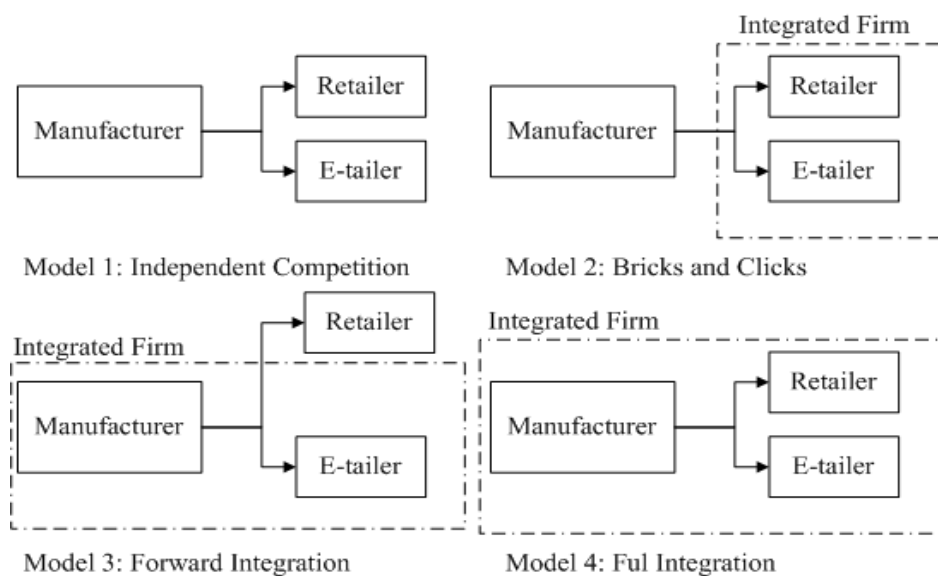 Integrated Firm
Retailer
Manufacturer
E-tailer
Model 1: Independent Competition
Retailer
Manufacturer
E-tailer
Model 2: Bricks and Clicks
Integrated Firm
Retailer
Manufacturer
E-tailer
Model 3: Forward Integration
Integrated Firm
Retailer
Manufacturer
E-tailer
Model 4: Ful Integration